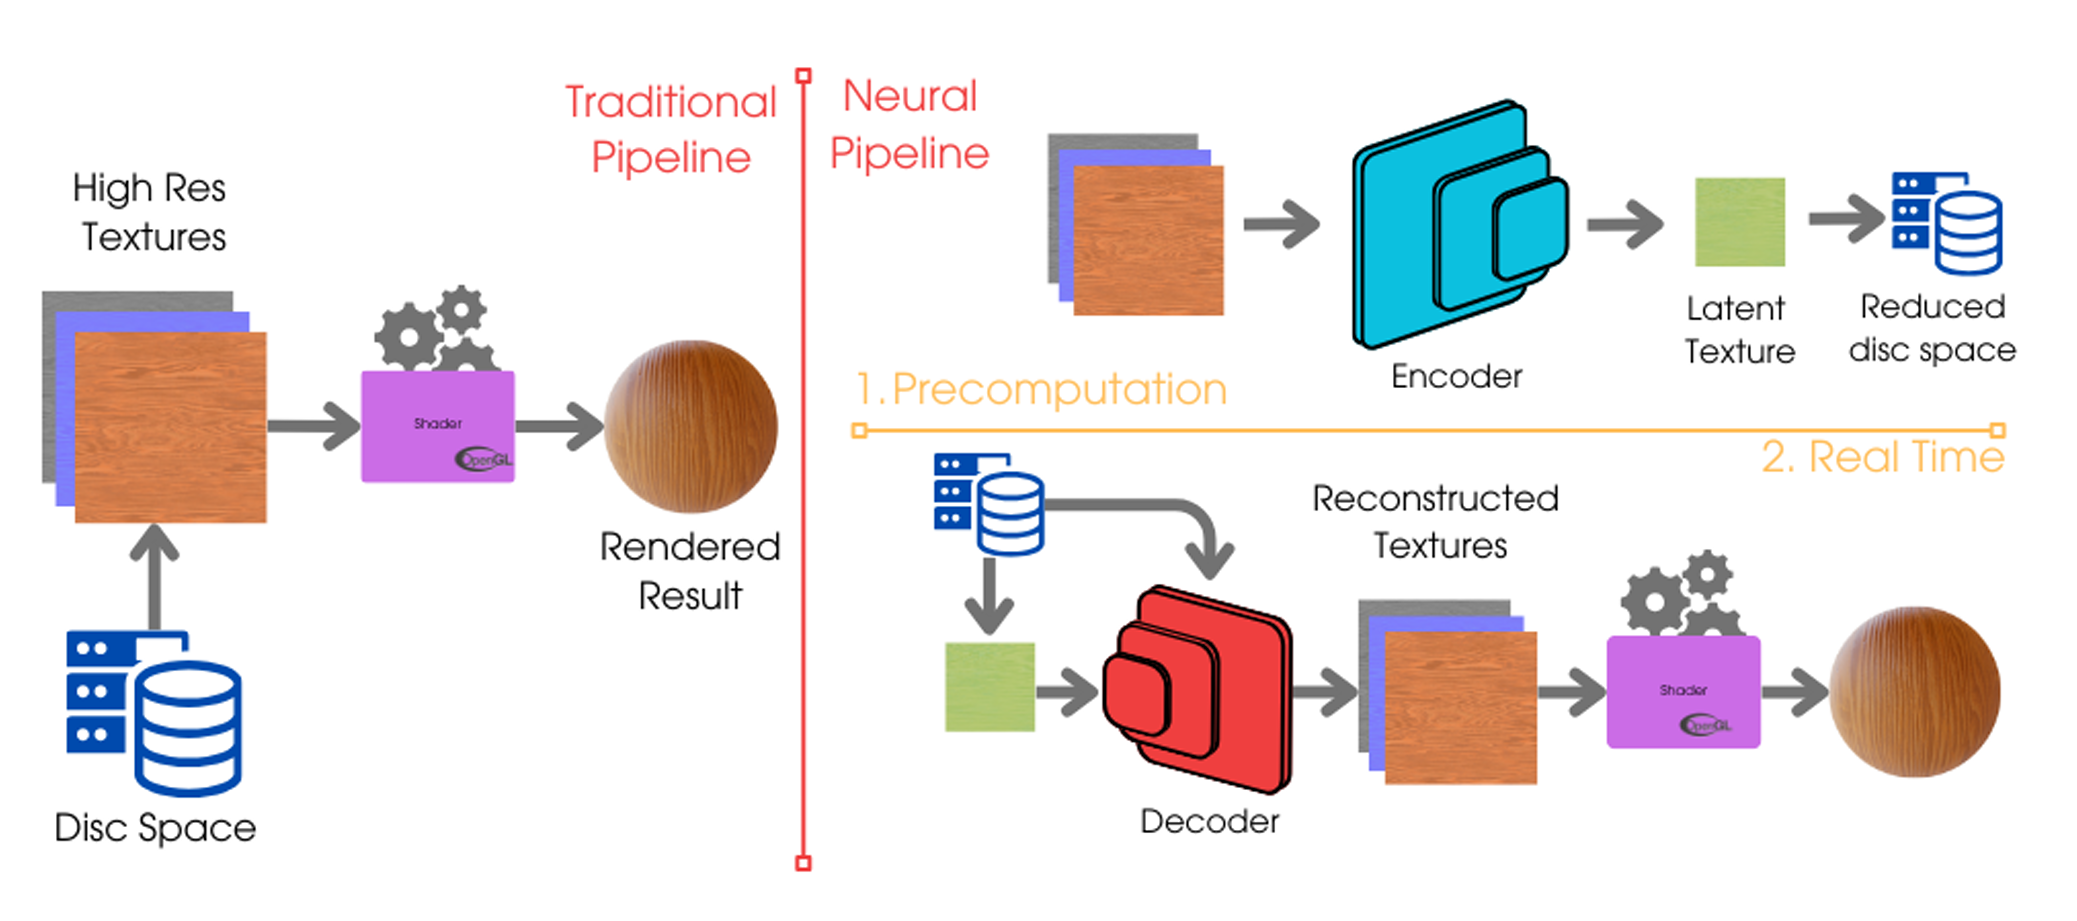 Traditional
Pipeline
High Res
Textures
Shader
OpenGL
Rendered
Result
Disc Space
Neural
Pipeline
Encoder
Latent
Texture
Reduced
disc space
1. Precomputation
2. Real Time
Reconstructed
Textures
Shader
OpenGL
Decoder